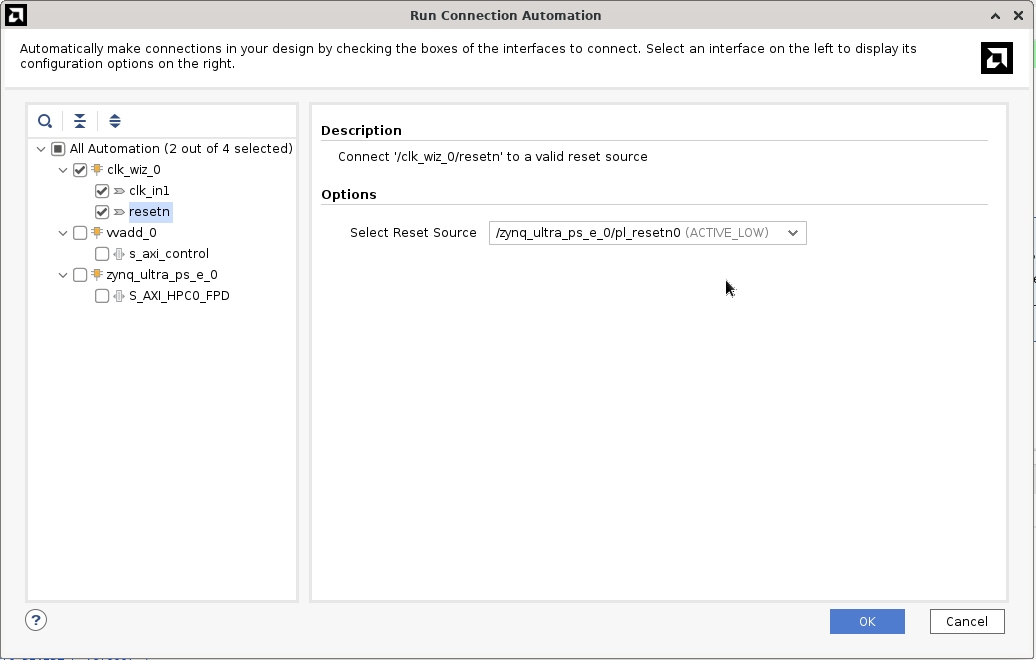 Run Connection Automation
Automatically make connections in your design by checking the boxes of the interfaces to connect. Select an interface on the left to display its
configuration options on the right.
All Automation (2 out of 4 selected)
clk_wiz_0
clk_in1
resetn
vvadd_0
s_axi_control
zynq_ultra_ps_e_0
S_AXI_HPC0_FPD
Description
Connect '/clk_wiz_0/resetn' to a valid reset source
Options
Select Reset Source /zynq_ultra_ps_e_0/pl_resetn0 (ACTIVE_LOW)
?
OK Cancel